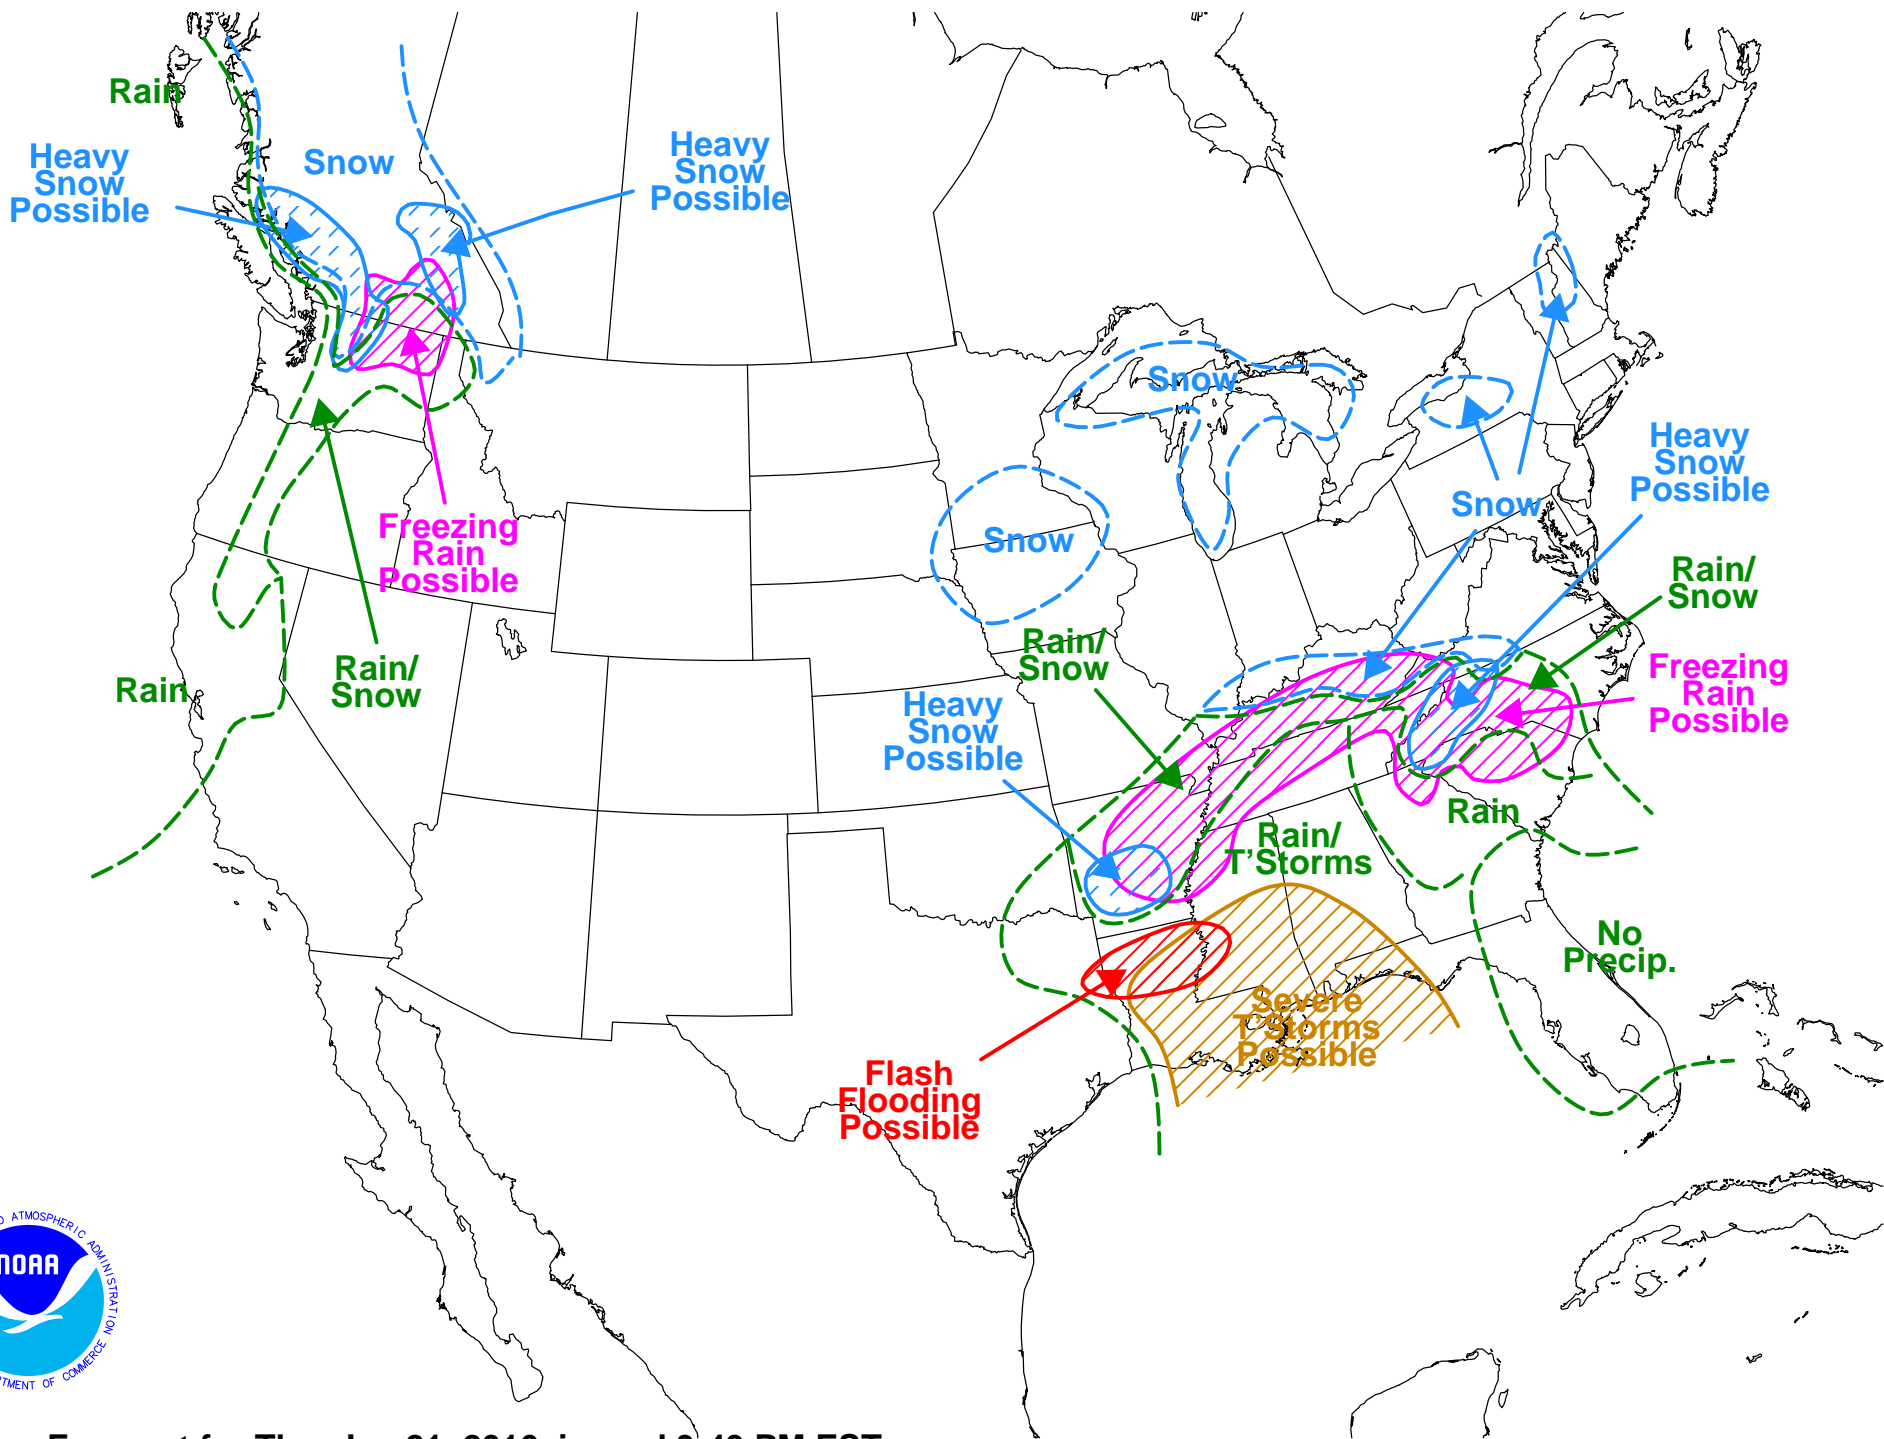 Rain
Heavy
Snow
Possible
Snow
Heavy
Snow
Possible
Snow
Heavy
Snow
Possible
Snow
Freezing
Rain
Possible
Snow
Rain/
Snow
Rain/
Snow
Rain
Rain/
Snow
Freezing
Rain
Possible
Heavy
Snow
Possible
Rain
Rain/
T'Storms
No
Precip.
Severe
T'Storms
Possible
Flash
Flooding
Possible
ATMOSPHERIC ADMINISTRATION
NOAA
OF COMMERCE